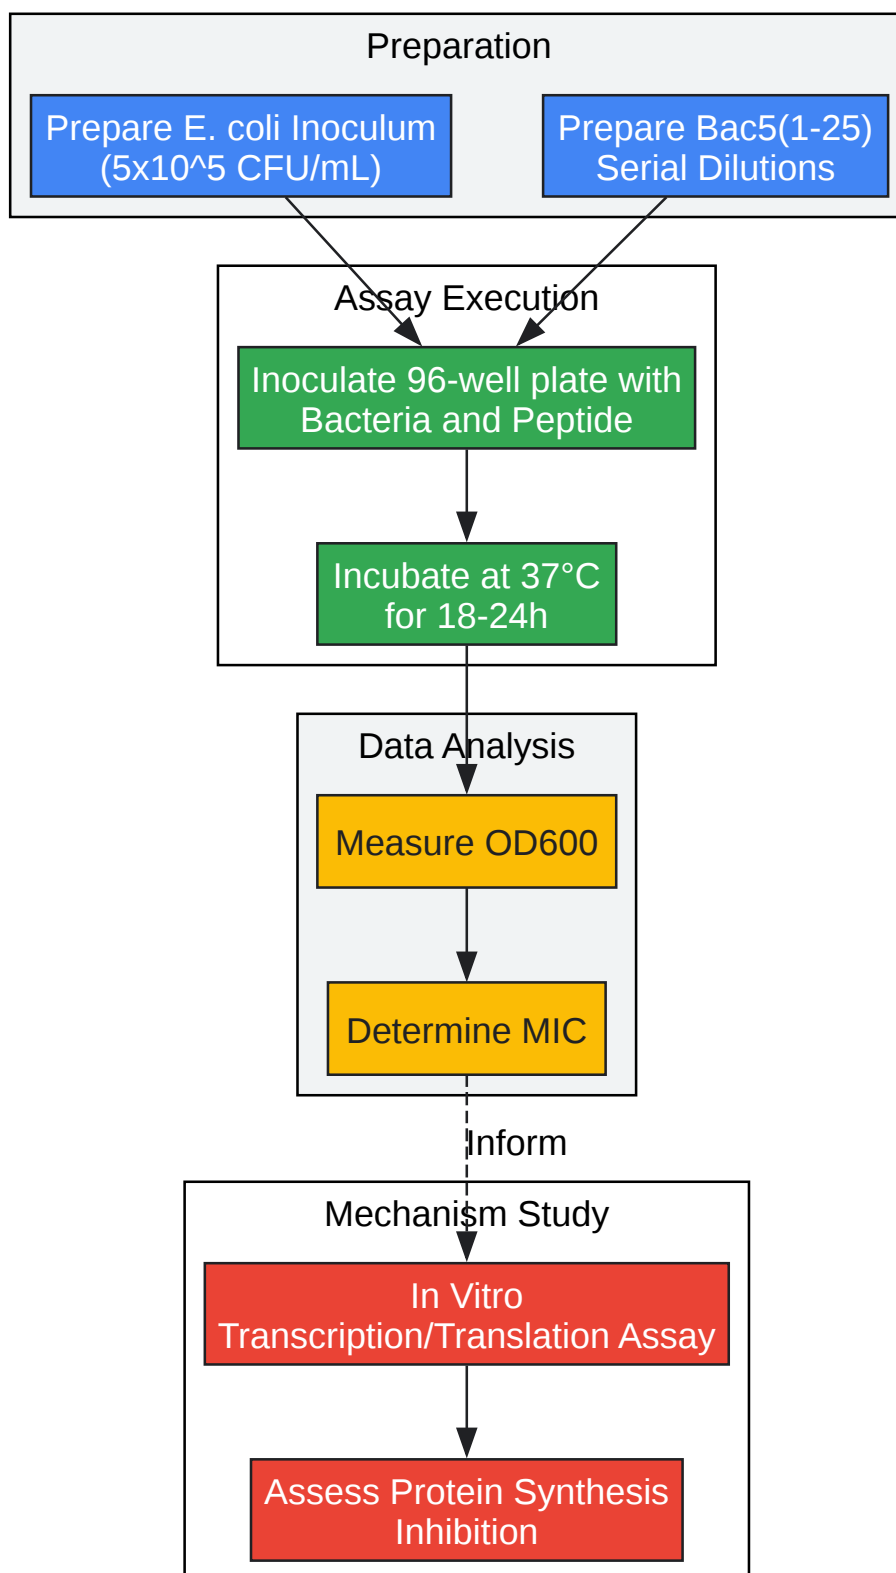 Preparation
Prepare E. coli Inoculum
(5x10^5 CFU/mL)
Prepare Bac5(1-25)
Serial Dilutions
Assay Execution
Inoculate 96-well plate with
Bacteria and Peptide
Incubate at 37°C
for 18-24h
Data Analysis
Measure OD600
Determine MIC
Inform
Mechanism Study
In Vitro
Transcription/Translation Assay
Assess Protein Synthesis
Inhibition